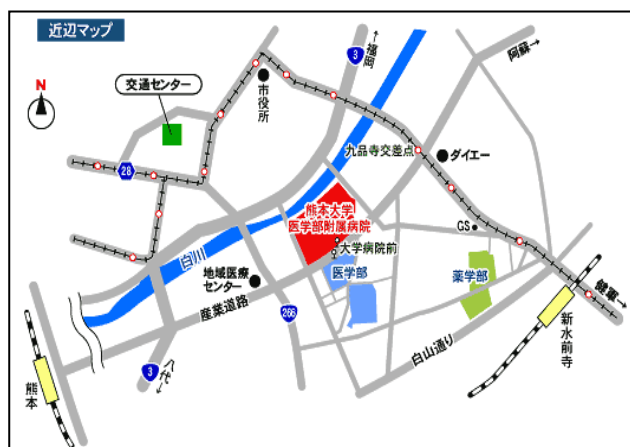 近辺マップ
N
交通センター
市役所
3
←福岡
阿蘇→
28
九品寺交差点
ダイエー
熊本大学
医学部附属病院
GS
大学病院前
白川
地域医療
センター
医学部
薬学部
産業道路
266
健軍→
白山通り
新水前寺
熊本
3
八代→